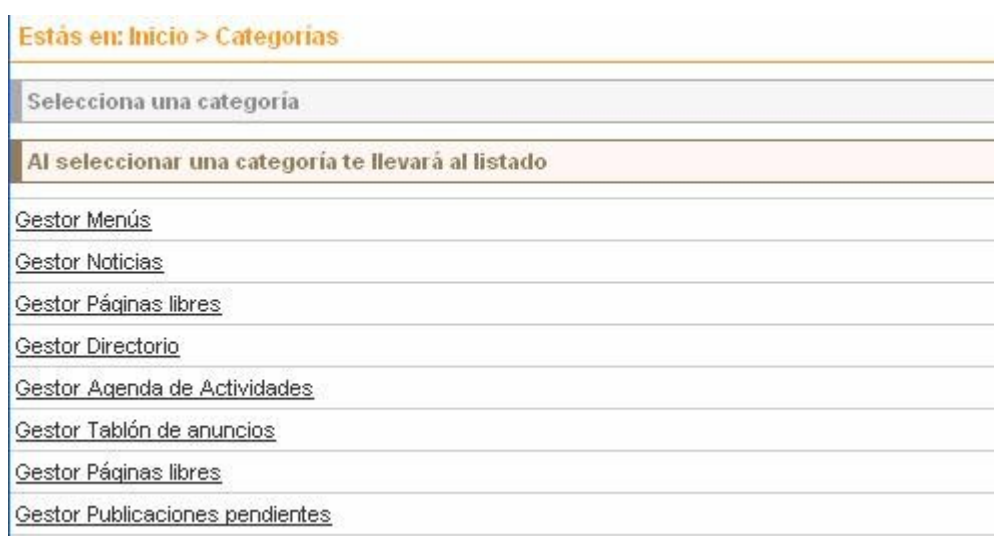 Estás en: Inicio > Categorías
Selecciona una categoría
Al seleccionar una categoría te llevará al listado
Gestor Menús
Gestor Noticias
Gestor Páginas libres
Gestor Directorio
Gestor Agenda de Actividades
Gestor Tablón de anuncios
Gestor Páginas libres
Gestor Publicaciones pendientes